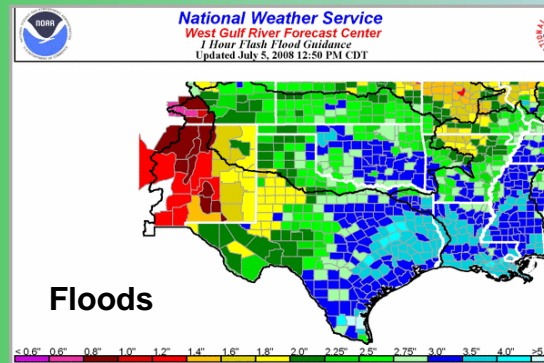 NOAA
National Weather Service
West Gulf River Forecast Center
1 Hour Flash Flood Guidance
Updated July 5, 2008 12:50 PM CDT
Floods
< 0.6" 0.6" 0.8" 1.0" 1.2" 1.4" 1.6" 1.8" 2.0" 2.25" 2.5" 2.75" 3.0" 3.5" 4.0" >5.